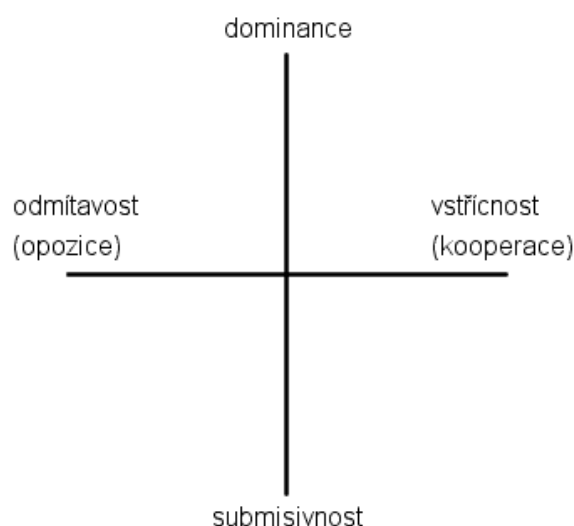 dominance
odmítavost
(opozice)
vstřícnost
(kooperace)
submisivnost